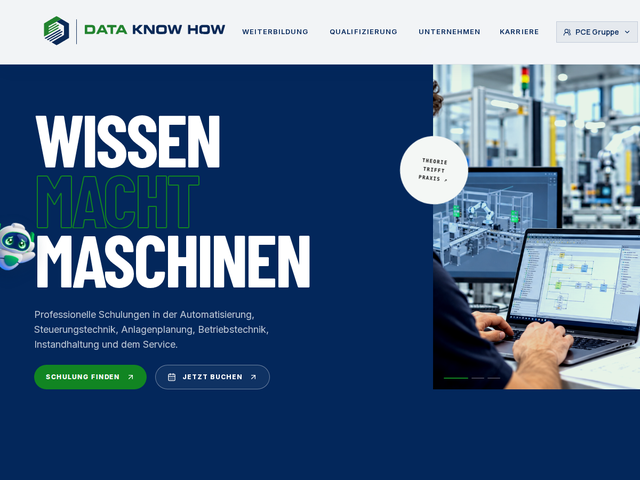 DATA KNOW HOW
WEITERBILDUNG
QUALIFIZIERUNG
UNTERNEHMEN
KARRIERE
PCE Gruppe
WISSEN
MACHT
MASCHINEN
THEORIE
TRIFFT
PRAXIS ↗
Professionelle Schulungen in der Automatisierung,
Steuerungstechnik, Anlagenplanung, Betriebstechnik,
Instandhaltung und dem Service.
SCHULUNG FINDEN ↗
JETZT BUCHEN ↗